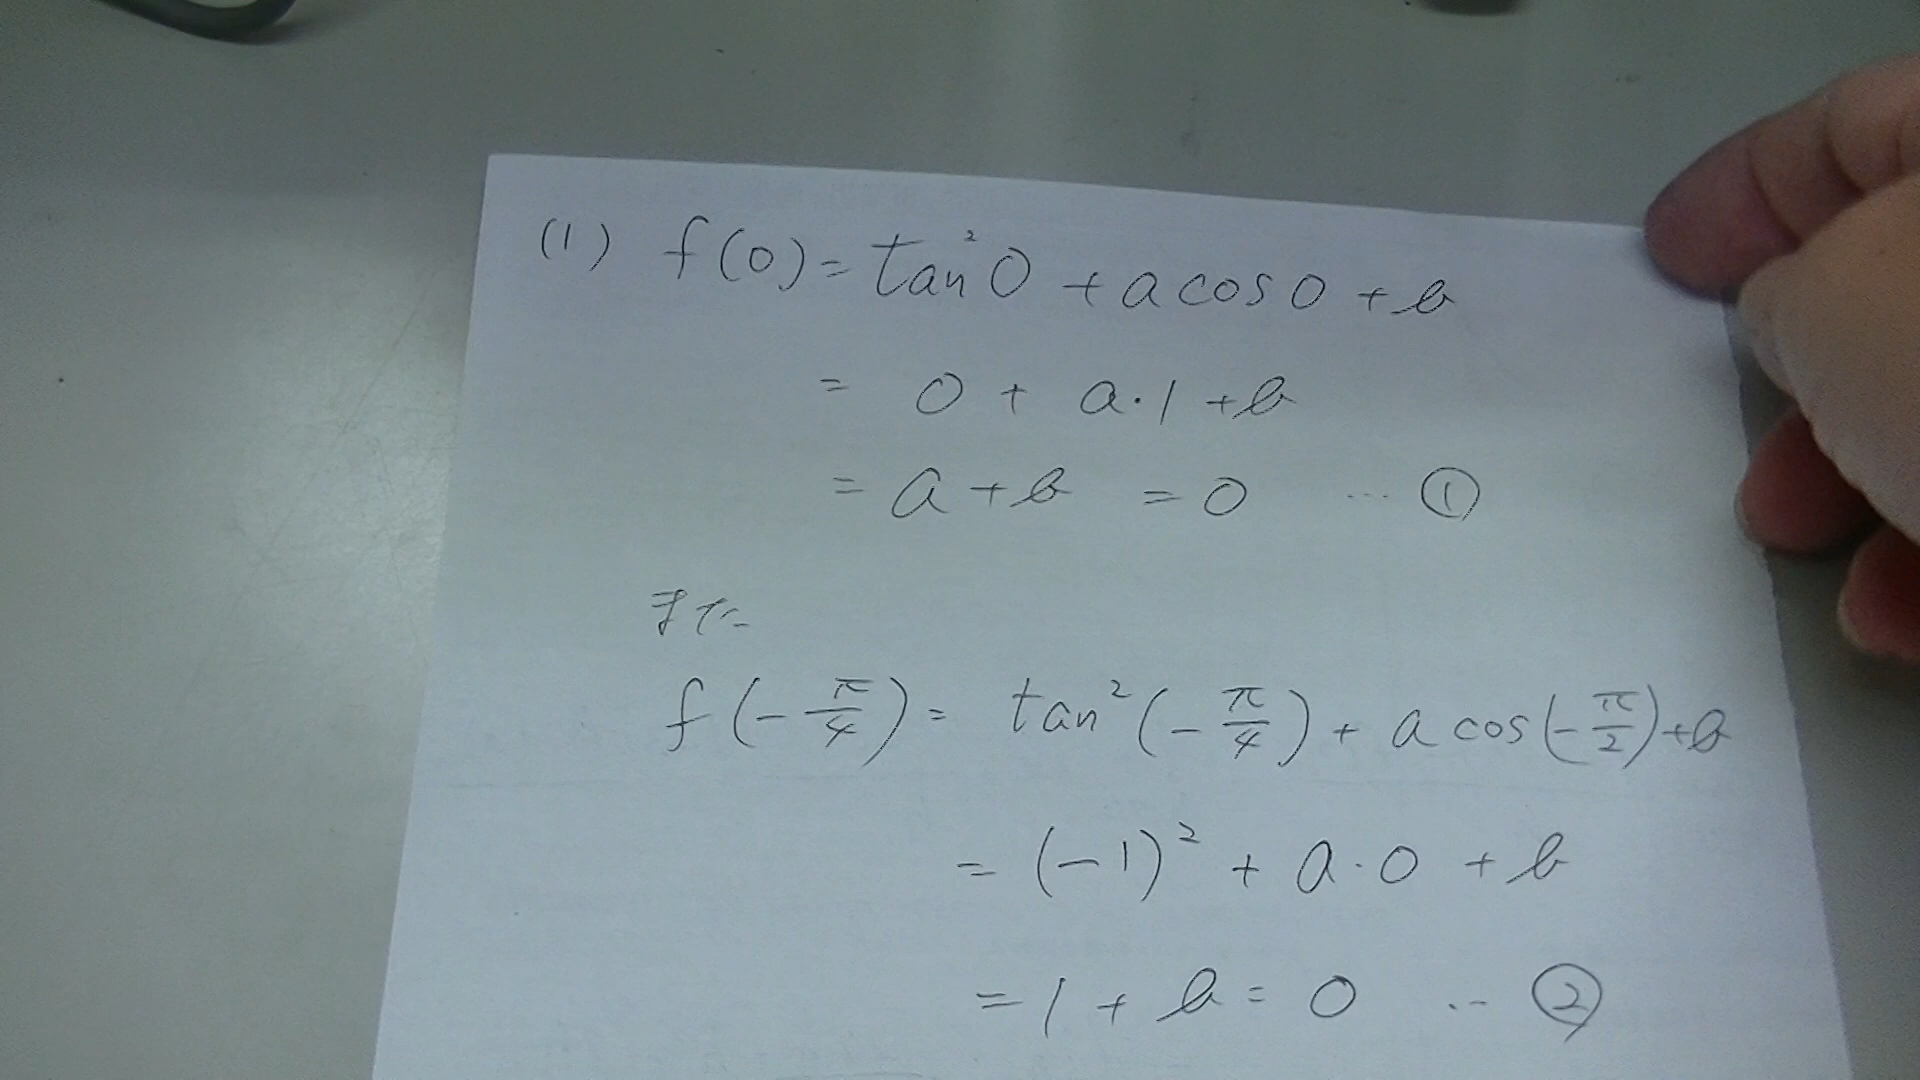 (1) f(0) = tan²0 + a cos 0 + b
= 0 + a・1 + b
= a + b = 0 … ①
また
f(-π/4) = tan²(-π/4) + a cos(-π/2) + b
= (-1)² + a・0 + b
= 1 + b = 0 … ②